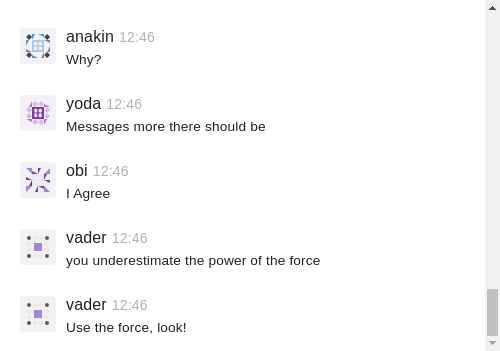 anakin 12:46
Why?
yoda 12:46
Messages more there should be
obi 12:46
I Agree
vader 12:46
you underestimate the power of the force
vader 12:46
Use the force, look!